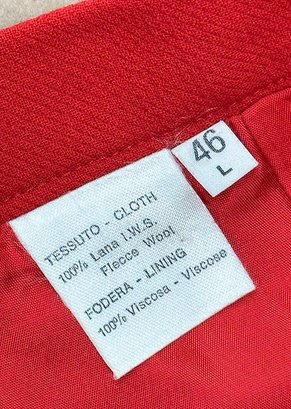 46
L
TESSUTO - CLOTH
100% Lana I.W.S.
Fleece Wool
FODERA - LINING
100% Viscosa - Viscose